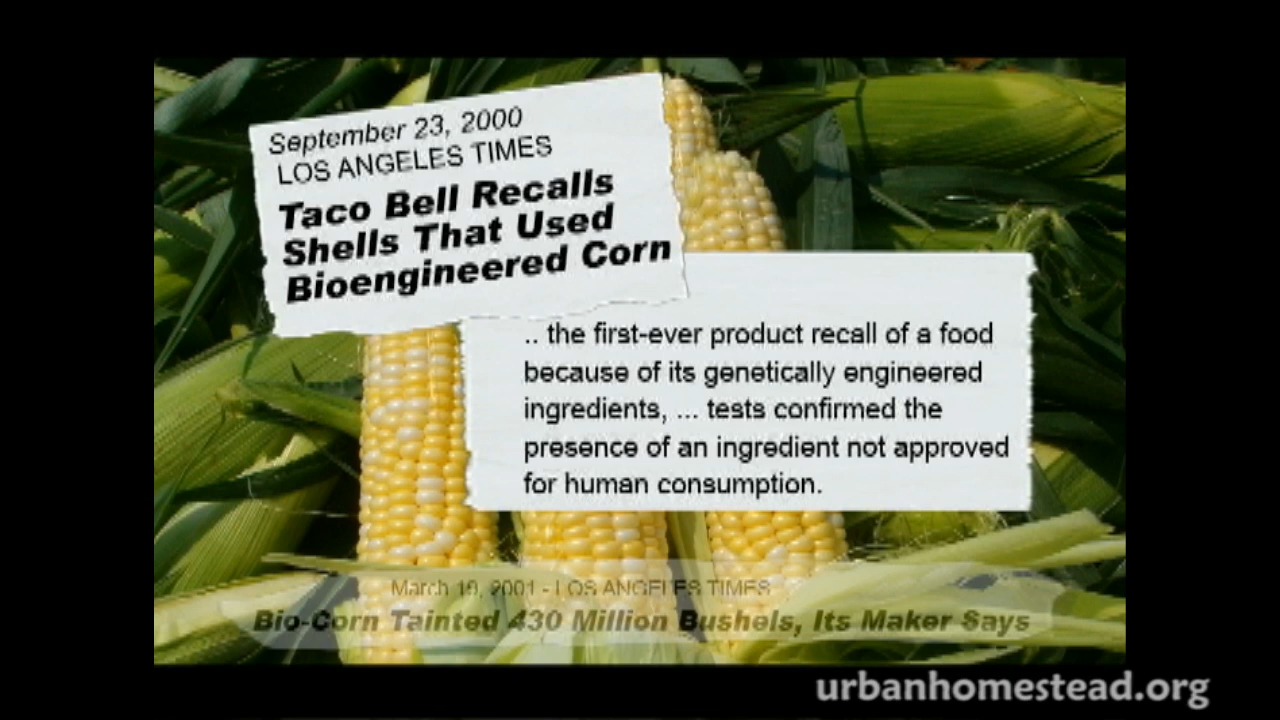 September 23, 2000
LOS ANGELES TIMES
Taco Bell Recalls
Shells That Used
Bioengineered Corn
.. the first-ever product recall of a food
because of its genetically engineered
ingredients, ... tests confirmed the
presence of an ingredient not approved
for human consumption.
March 19, 2001 - LOS ANGELES TIMES
Bio-Corn Tainted 430 Million Bushels, Its Maker Says
urbanhomestead.org